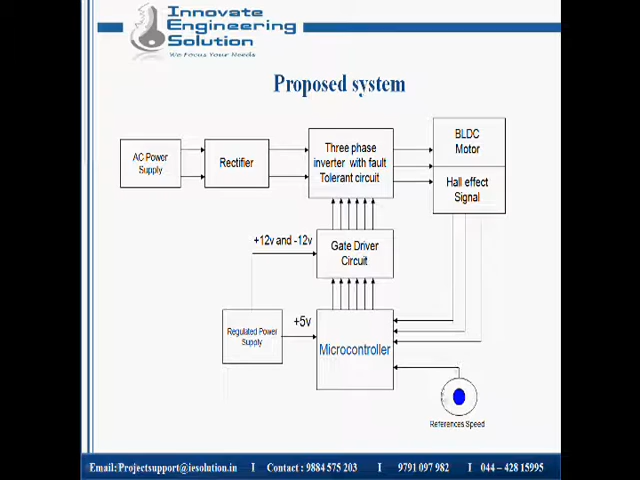 Innovate
Engineering
Solution
We Focus Your Needs
Proposed system
AC Power
Supply
Rectifier
Three phase
inverter with fault
Tolerant circuit
BLDC
Motor
Hall effect
Signal
+12v and -12v
Gate Driver
Circuit
Regulated Power
Supply
+5v
Microcontroller
References Speed
Email: Projectsupport@iesolution.in I Contact : 9884 575 203 I 9791 097 982 I 044 – 428 15995